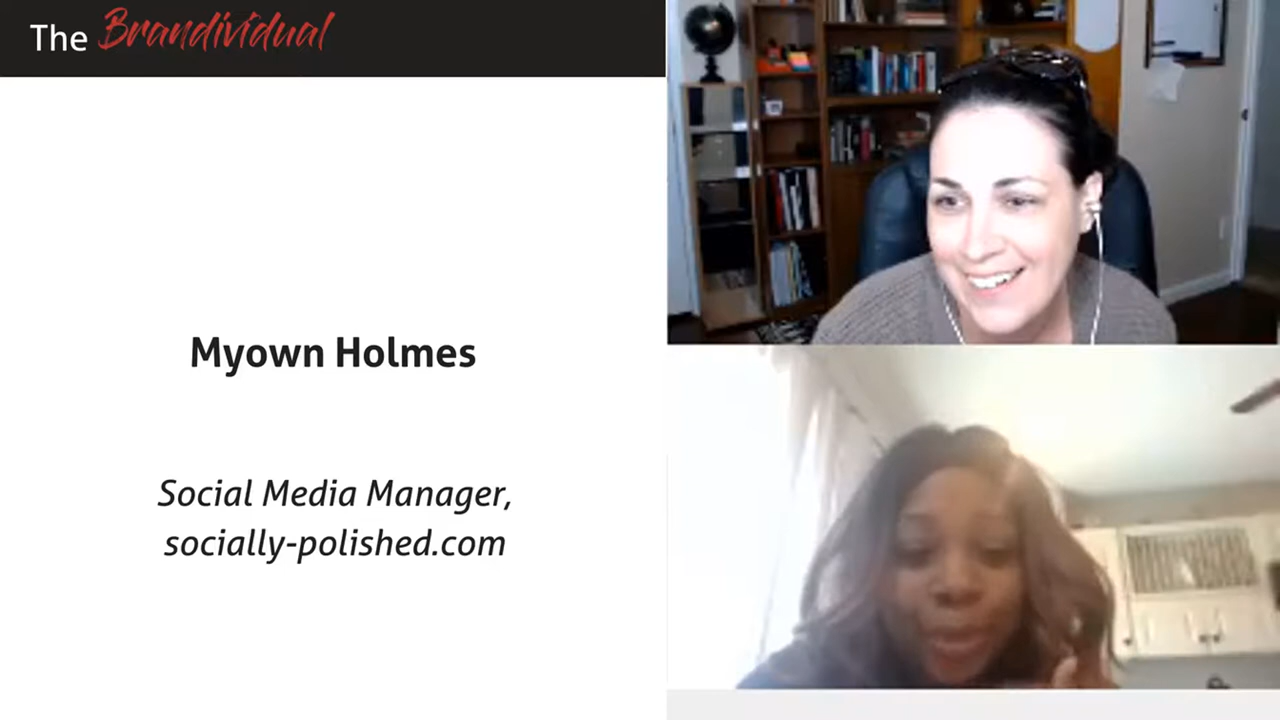 The Brandividual
Myown Holmes
Social Media Manager,
socially-polished.com